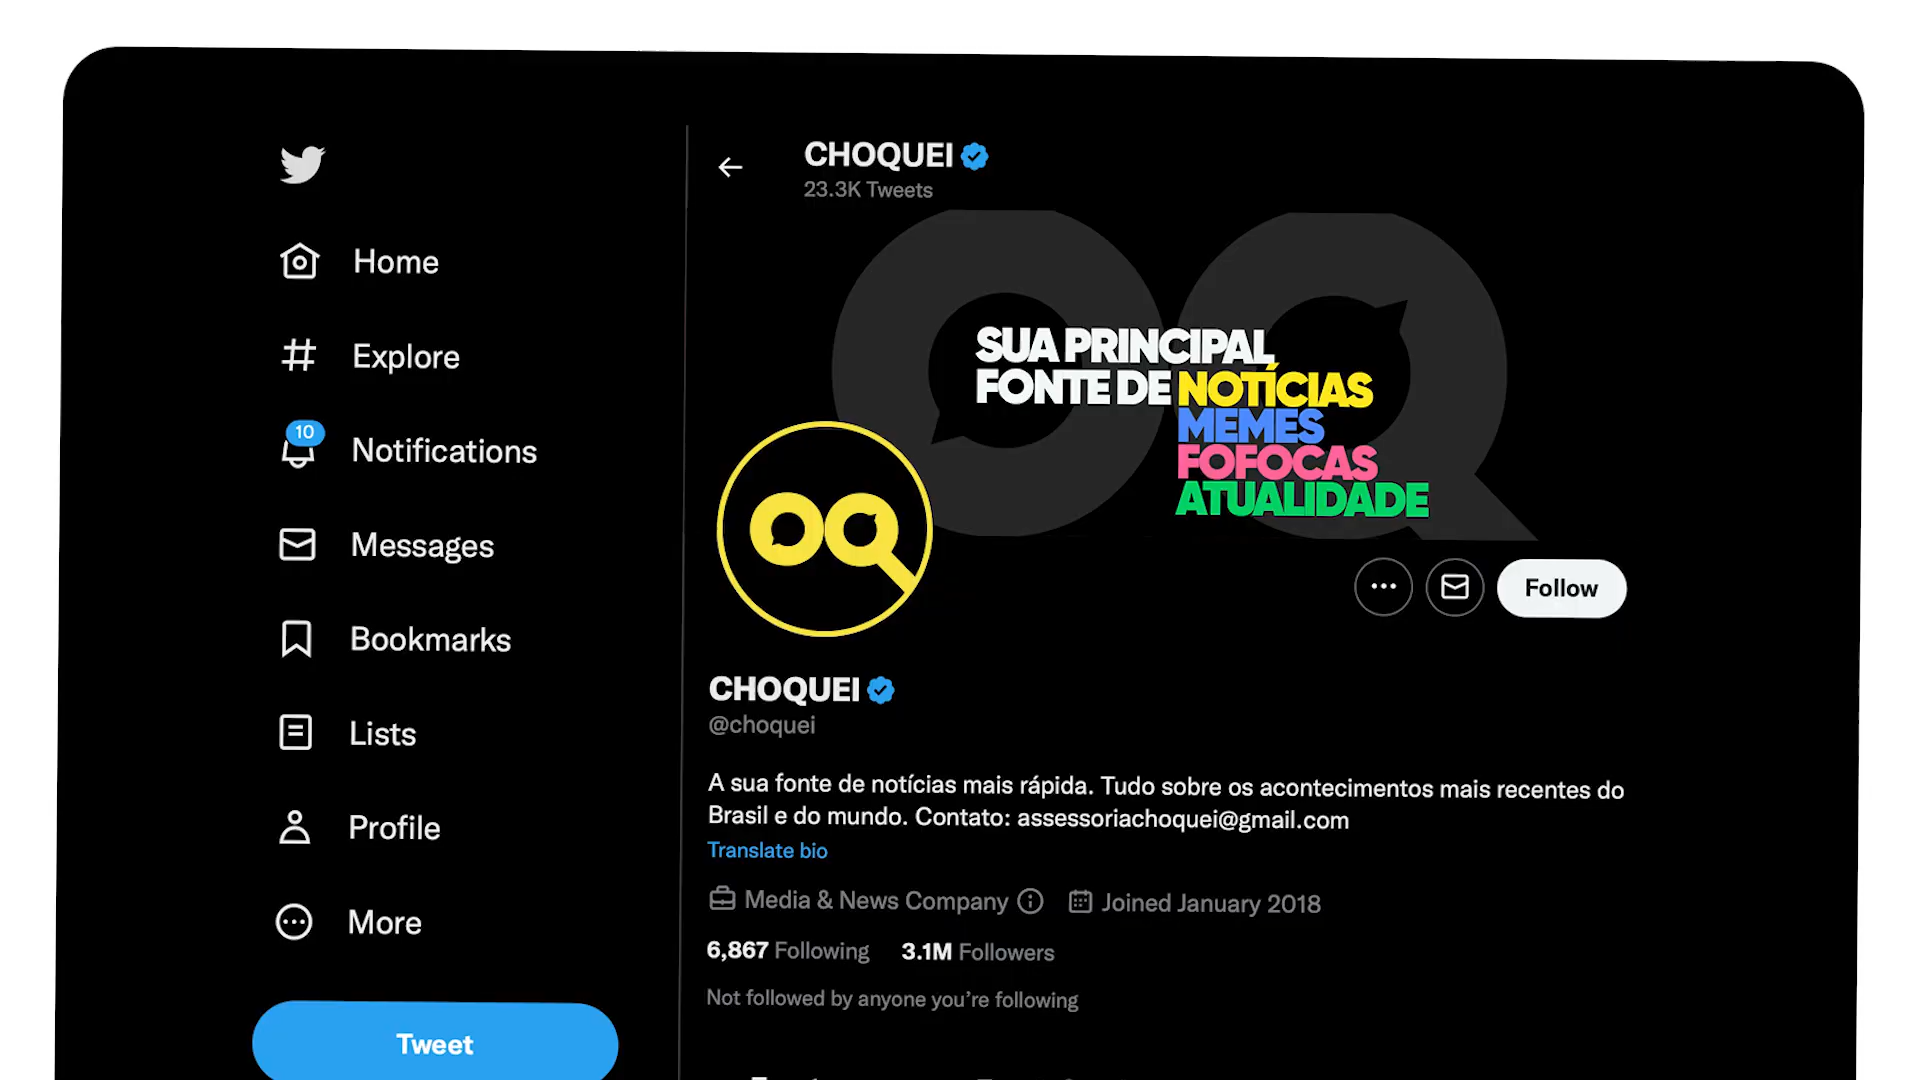 Home
Explore
10
Notifications
Messages
Bookmarks
Lists
Profile
More
Tweet
CHOQUEI
23.3K Tweets
SUA PRINCIPAL
FONTE DE NOTÍCIAS
MEMES
FOFOCAS
ATUALIDADE
OQ
Follow
CHOQUEI
@choquei
A sua fonte de notícias mais rápida. Tudo sobre os acontecimentos mais recentes do
Brasil e do mundo. Contato: assessoriachoquei@gmail.com
Translate bio
Media & News Company Joined January 2018
6,867 Following 3.1M Followers
Not followed by anyone you're following